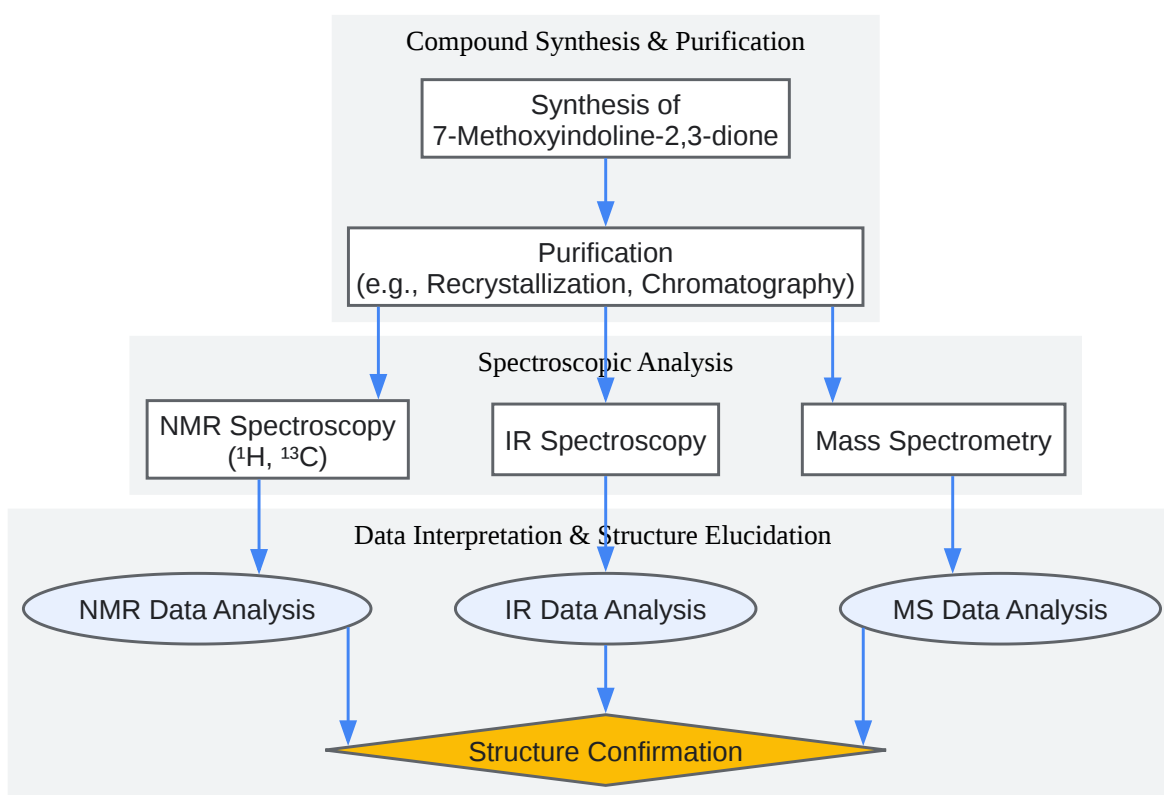 Compound Synthesis & Purification
Synthesis of
7-Methoxyindoline-2,3-dione
Purification
(e.g., Recrystallization, Chromatography)
Spectroscopic Analysis
NMR Spectroscopy
(¹H, ¹³C)
IR Spectroscopy
Mass Spectrometry
Data Interpretation & Structure Elucidation
NMR Data Analysis
IR Data Analysis
MS Data Analysis
Structure Confirmation